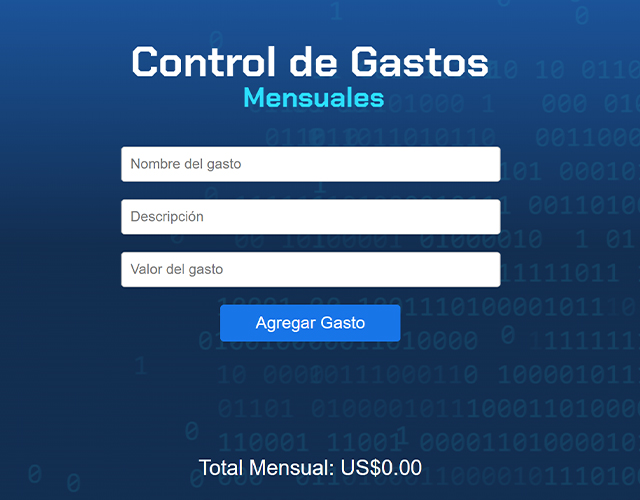 Control de Gastos
Mensuales
Nombre del gasto
Descripción
Valor del gasto
Agregar Gasto
Total Mensual: US$0.00